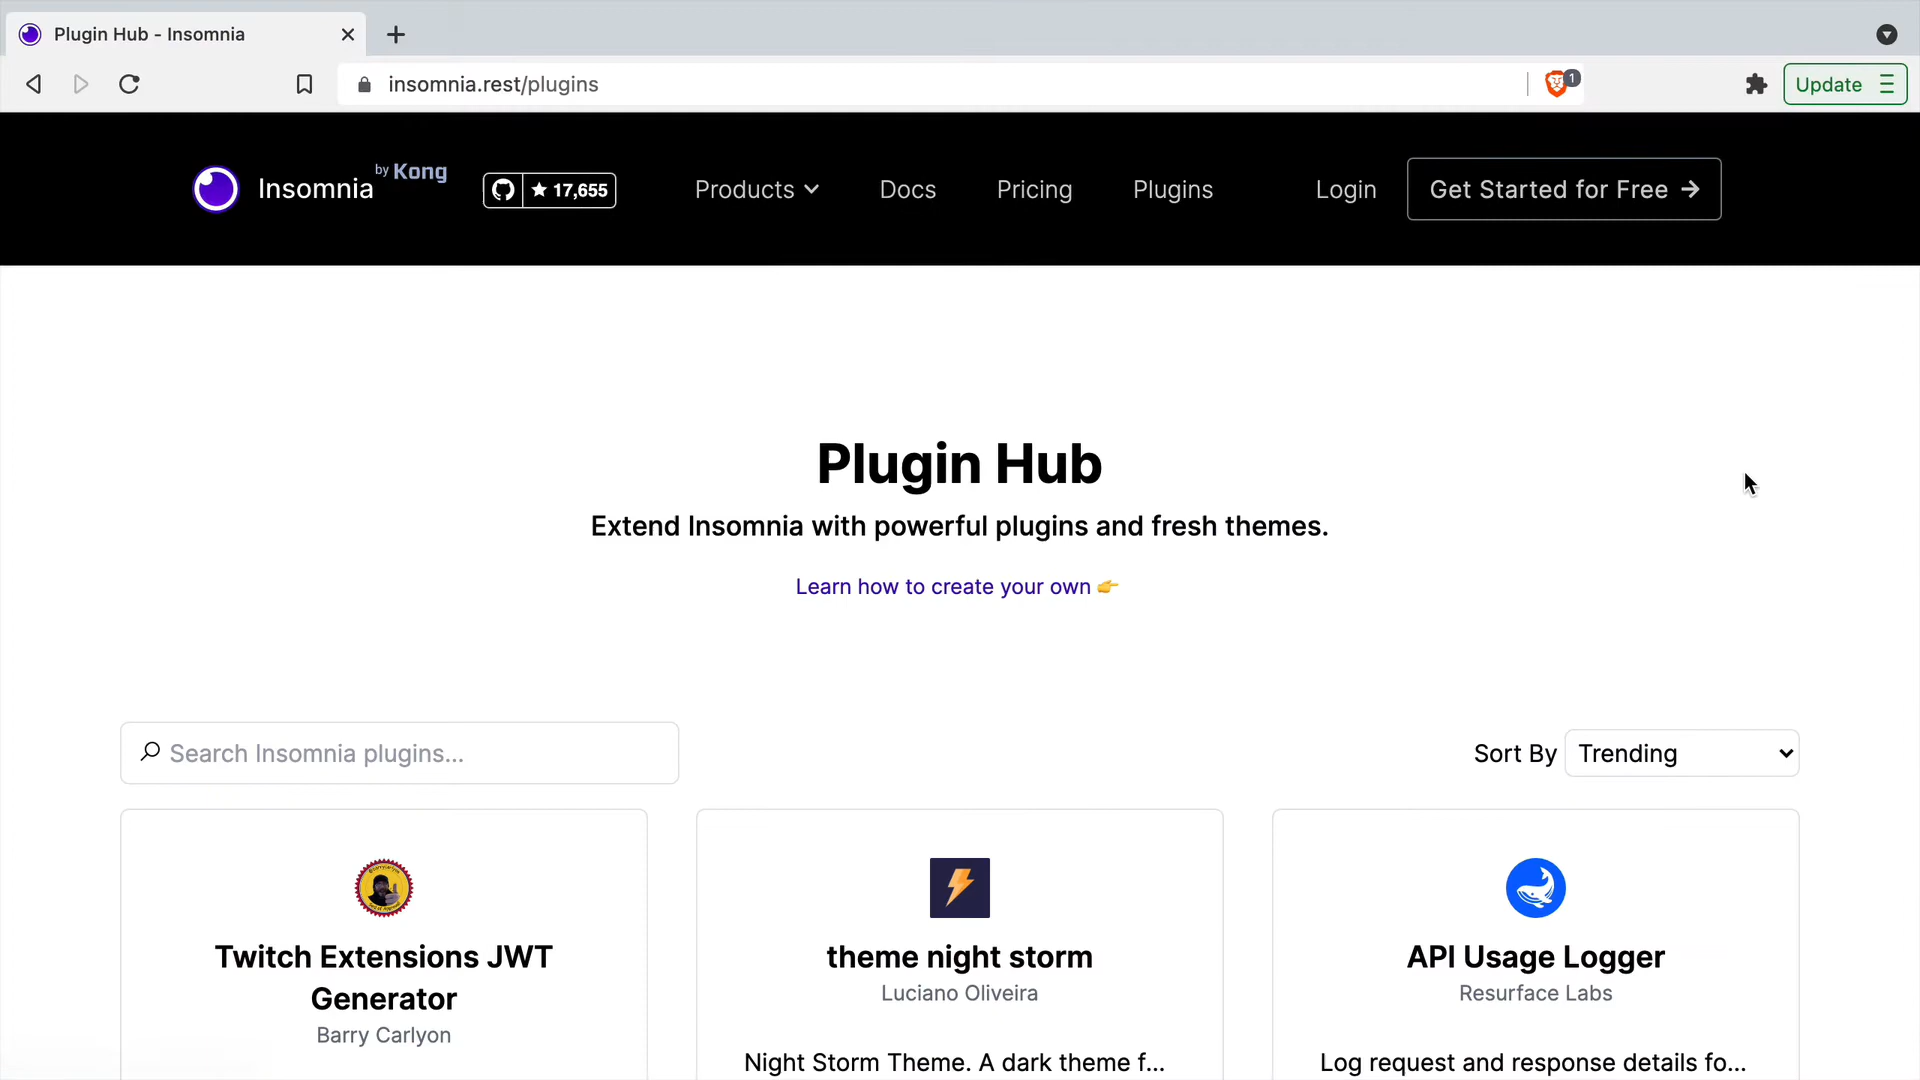 Plugin Hub - Insomnia
insomnia.rest/plugins
1
Update
Insomnia by Kong
★ 17,655
Products
Docs
Pricing
Plugins
Login
Get Started for Free →
Plugin Hub
Extend Insomnia with powerful plugins and fresh themes.
Learn how to create your own 👉
Search Insomnia plugins...
Sort By
Trending
Twitch Extensions JWT
Generator
Barry Carlyon
theme night storm
Luciano Oliveira
Night Storm Theme. A dark theme f...
API Usage Logger
Resurface Labs
Log request and response details fo...